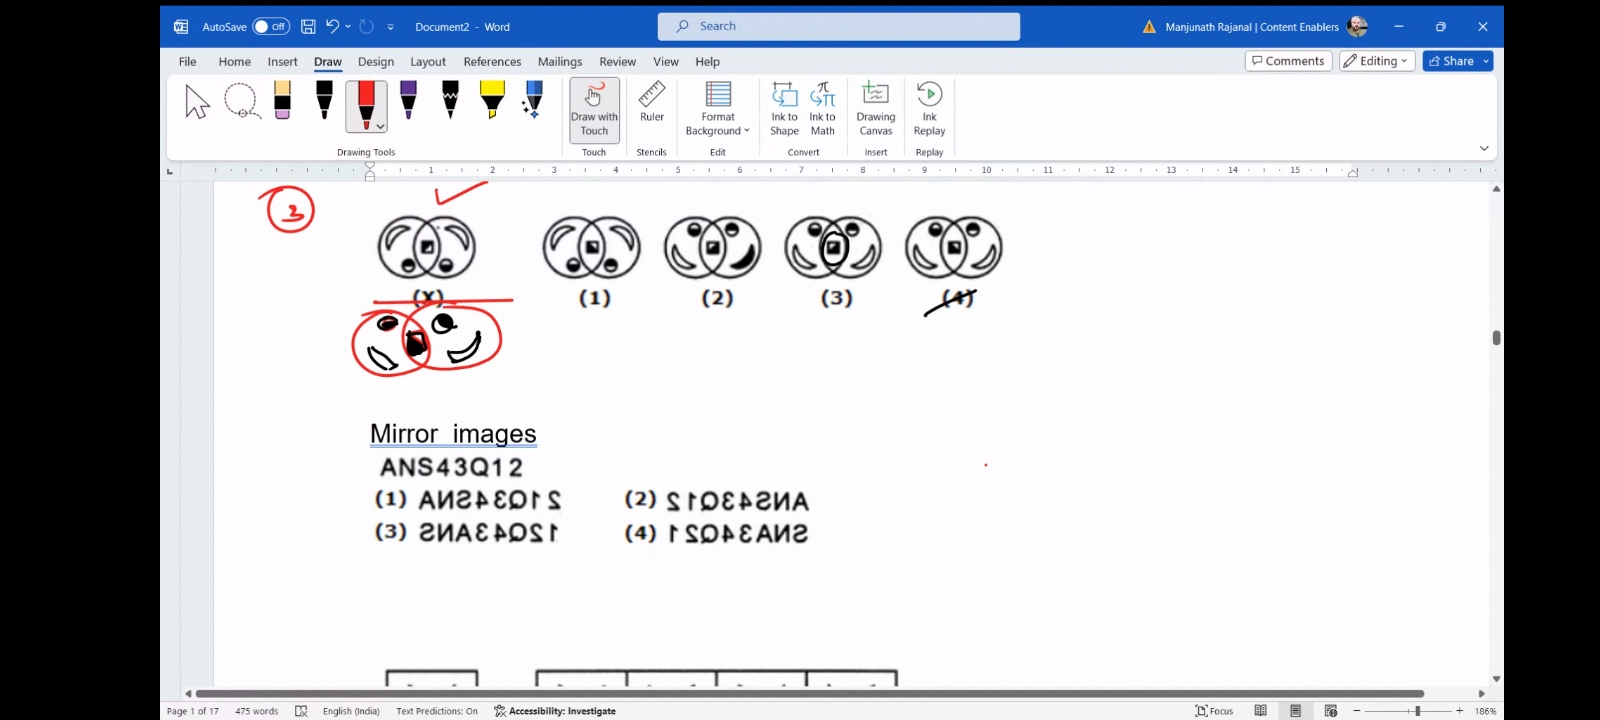 AutoSave Off Document2 - Word Search Manjunath Rajanal | Content Enablers
File Home Insert Draw Design Layout References Mailings Review View Help Comments Editing Share
Draw with Touch Ruler Format Background Ink to Shape Ink to Math Drawing Canvas Ink Replay
Drawing Tools Touch Stencils Edit Convert Insert Replay
1 2 3 4 5 6 7 8 9 10 11 12 13 14 15
3
(X) (1) (2) (3) (4)
Mirror images
ANS43Q12
(1) 21Q34SNA (2) ANS43Q12
(3) 12Q43ANS (4) SNA34Q21
Page 1 of 17 475 words English (India) Text Predictions: On Accessibility: Investigate Focus 186%